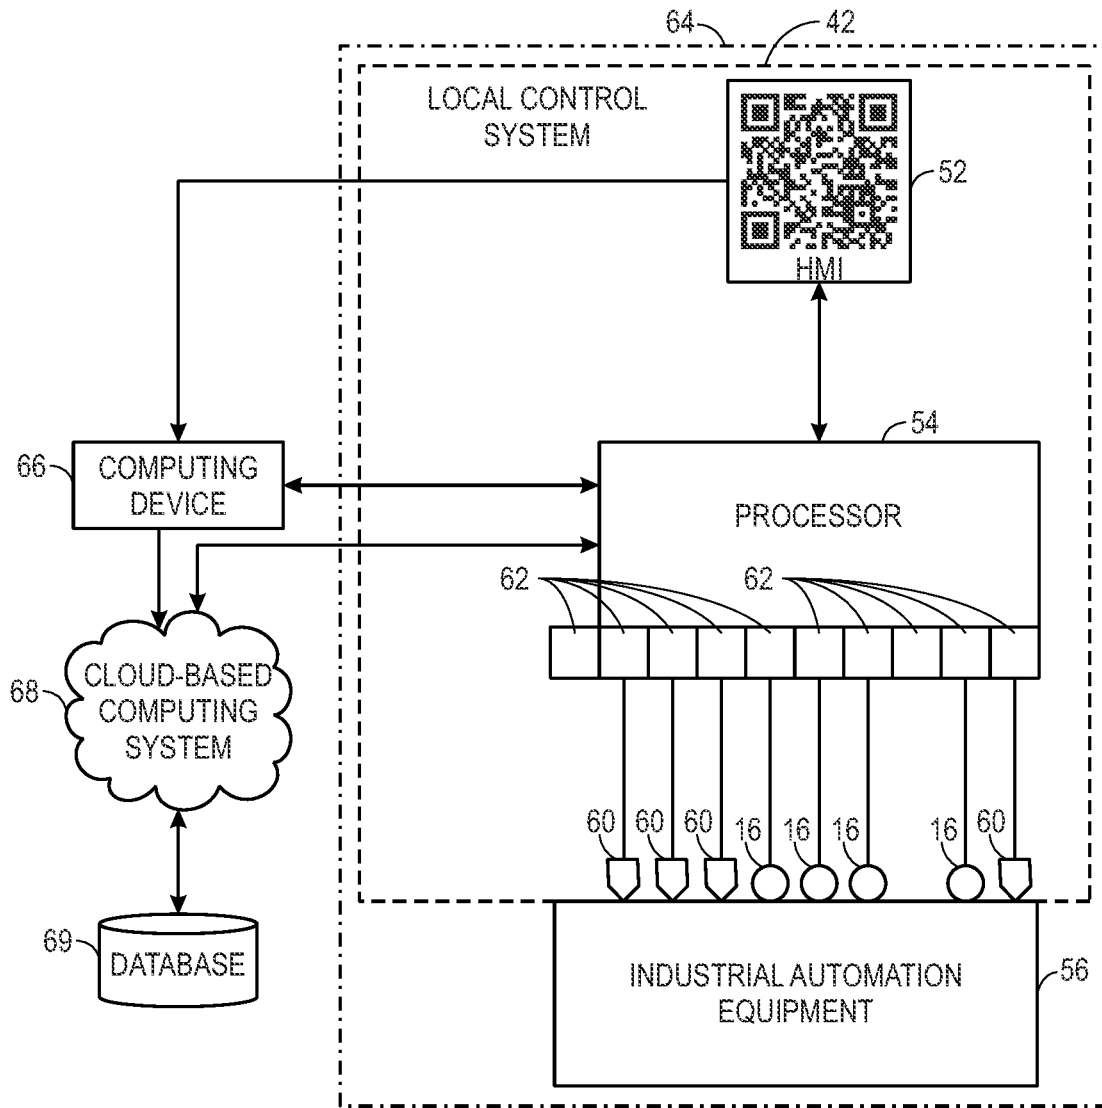 64
42
LOCAL CONTROL
SYSTEM
52
HMI
54
66
COMPUTING
DEVICE
PROCESSOR
62
62
68
CLOUD-BASED
COMPUTING
SYSTEM
60
60
60
16
16
16
16
60
69
DATABASE
INDUSTRIAL AUTOMATION
EQUIPMENT
56